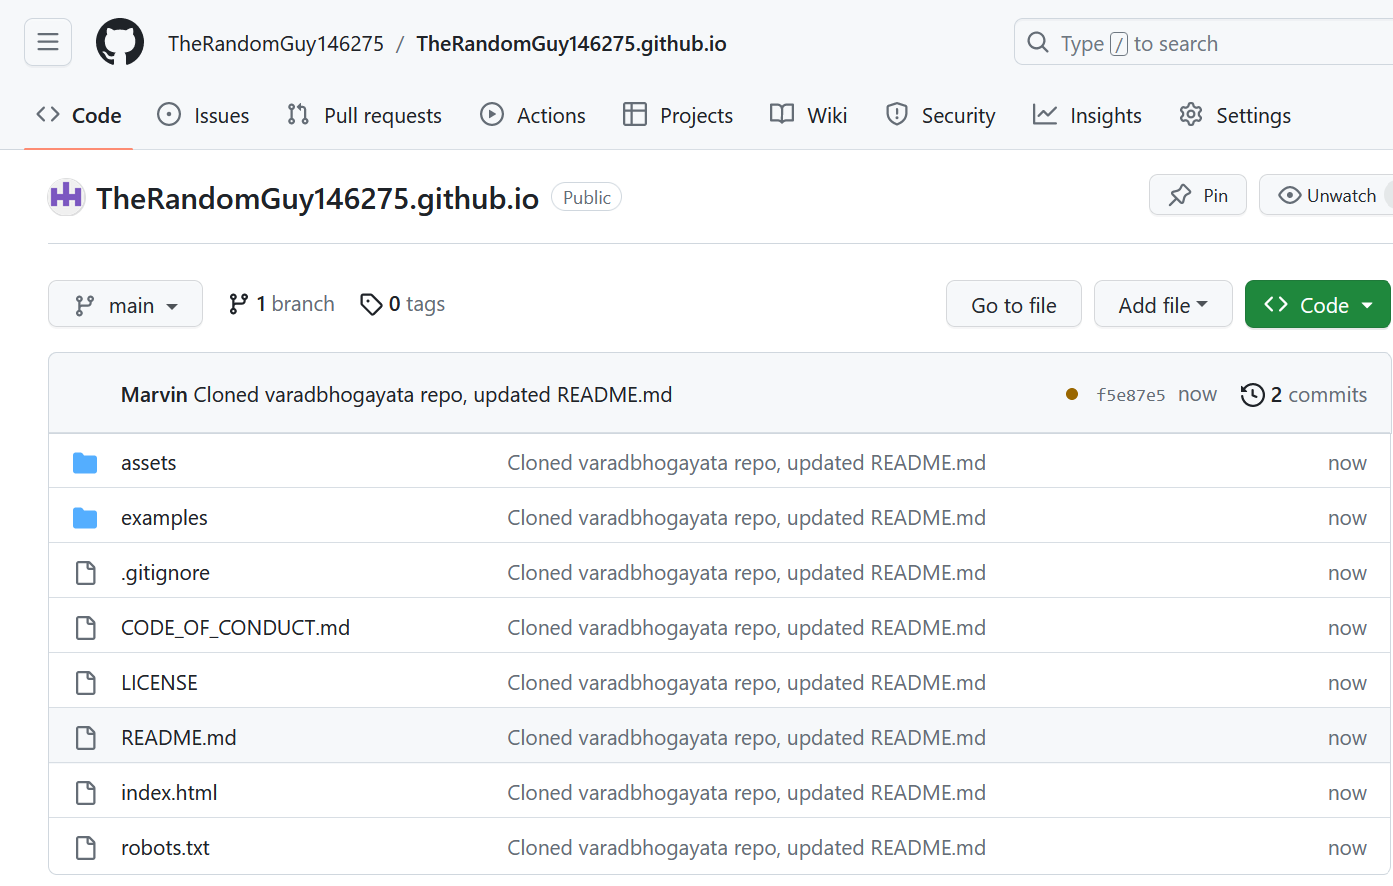 TheRandomGuy146275 / TheRandomGuy146275.github.io Type / to search
Code Issues Pull requests Actions Projects Wiki Security Insights Settings
TheRandomGuy146275.github.io Public Pin Unwatch
main 1 branch 0 tags Go to file Add file Code
Marvin Cloned varadbhogayata repo, updated README.md f5e87e5 now 2 commits
assets Cloned varadbhogayata repo, updated README.md now
examples Cloned varadbhogayata repo, updated README.md now
.gitignore Cloned varadbhogayata repo, updated README.md now
CODE_OF_CONDUCT.md Cloned varadbhogayata repo, updated README.md now
LICENSE Cloned varadbhogayata repo, updated README.md now
README.md Cloned varadbhogayata repo, updated README.md now
index.html Cloned varadbhogayata repo, updated README.md now
robots.txt Cloned varadbhogayata repo, updated README.md now